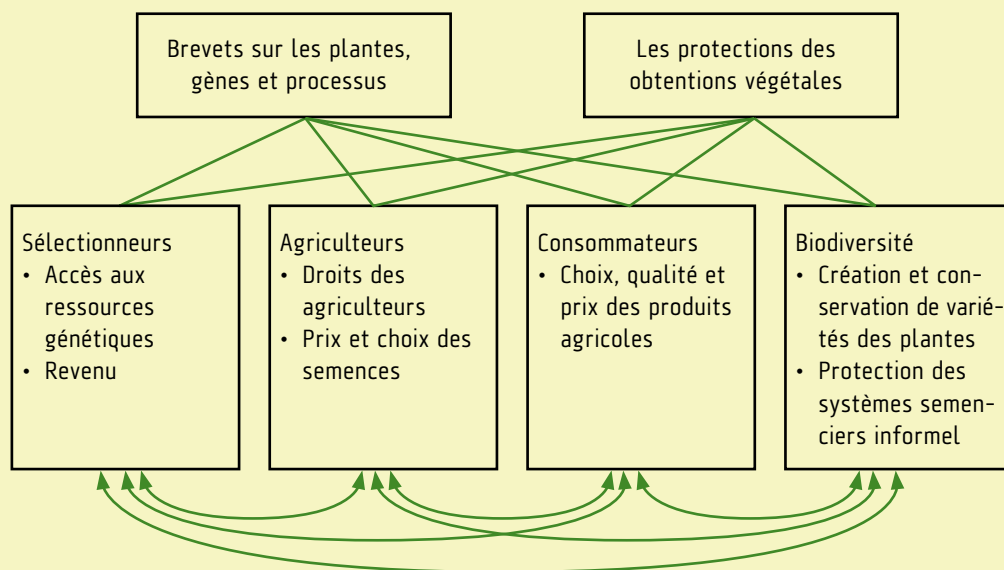 Brevets sur les plantes,
gènes et processus
Les protections des
obtentions végétales
Sélectionneurs
• Accès aux
ressources
génétiques
• Revenu
Agriculteurs
• Droits des
agriculteurs
• Prix et choix des
semences
Consommateurs
• Choix, qualité et
prix des produits
agricoles
Biodiversité
• Création et con-
servation de varié-
tés des plantes
• Protection des
systèmes semen-
ciers informel